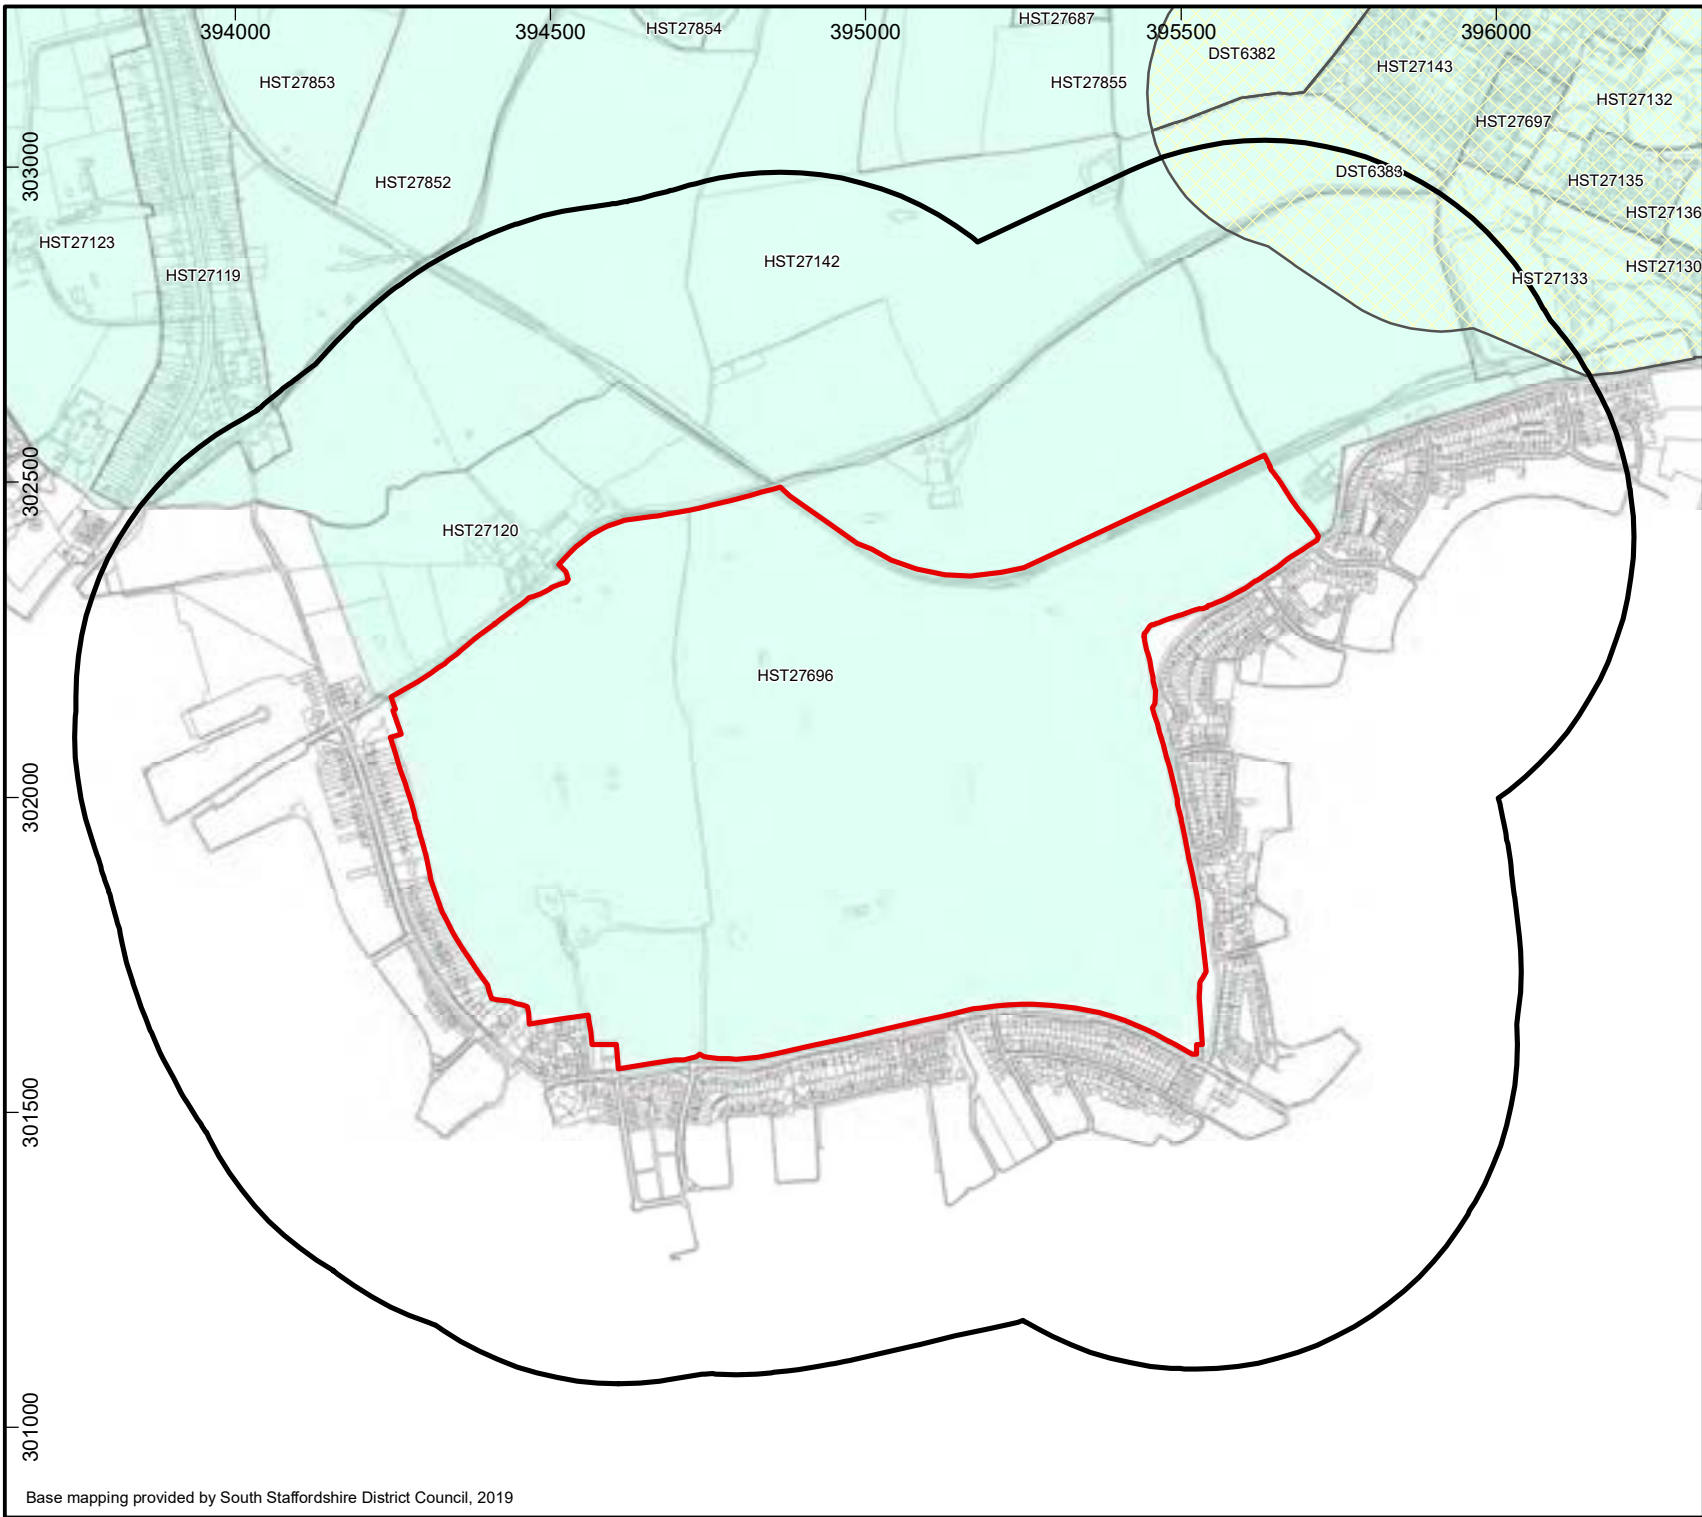 394000
394500
395000
395500
396000
HST27854
HST27687
HST27853
HST27855
DST6382
HST27143
HST27132
HST27697
303000
HST27852
DST6383
HST27135
HST27136
HST27123
HST27119
HST27142
HST27133
HST27130
302500
HST27120
HST27696
302000
301500
301000
Base mapping provided by South Staffordshire District Council, 2019